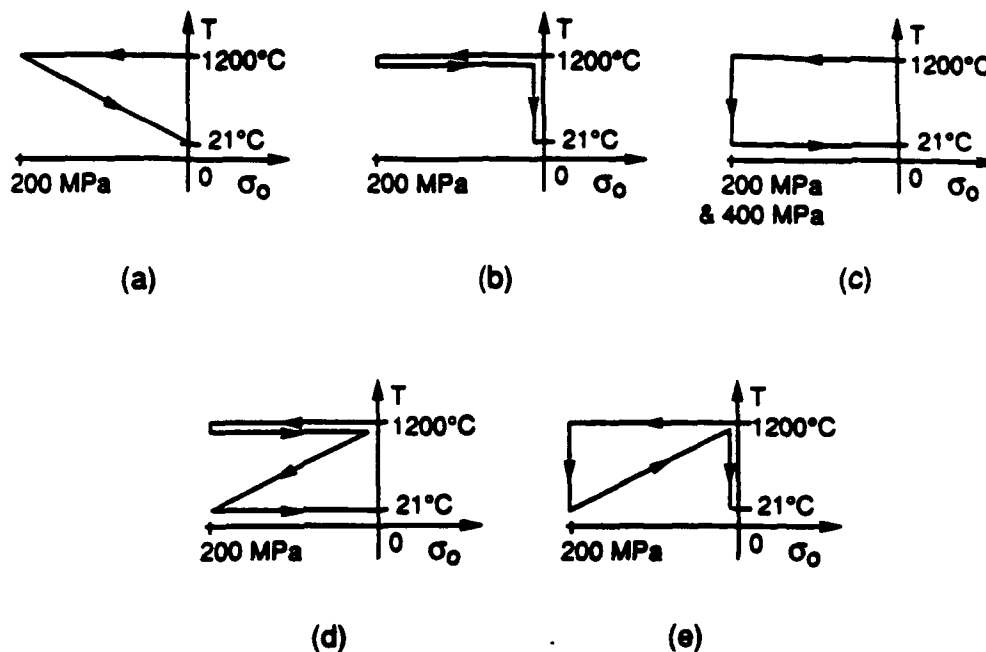 T
1200°C
21°C
200 MPa
0
σo
(a)
T
1200°C
21°C
200 MPa
0
σo
(b)
T
1200°C
21°C
200 MPa
& 400 MPa
0
σo
(c)
T
1200°C
21°C
200 MPa
0
σo
(d)
T
1200°C
21°C
200 MPa
0
σo
(e)